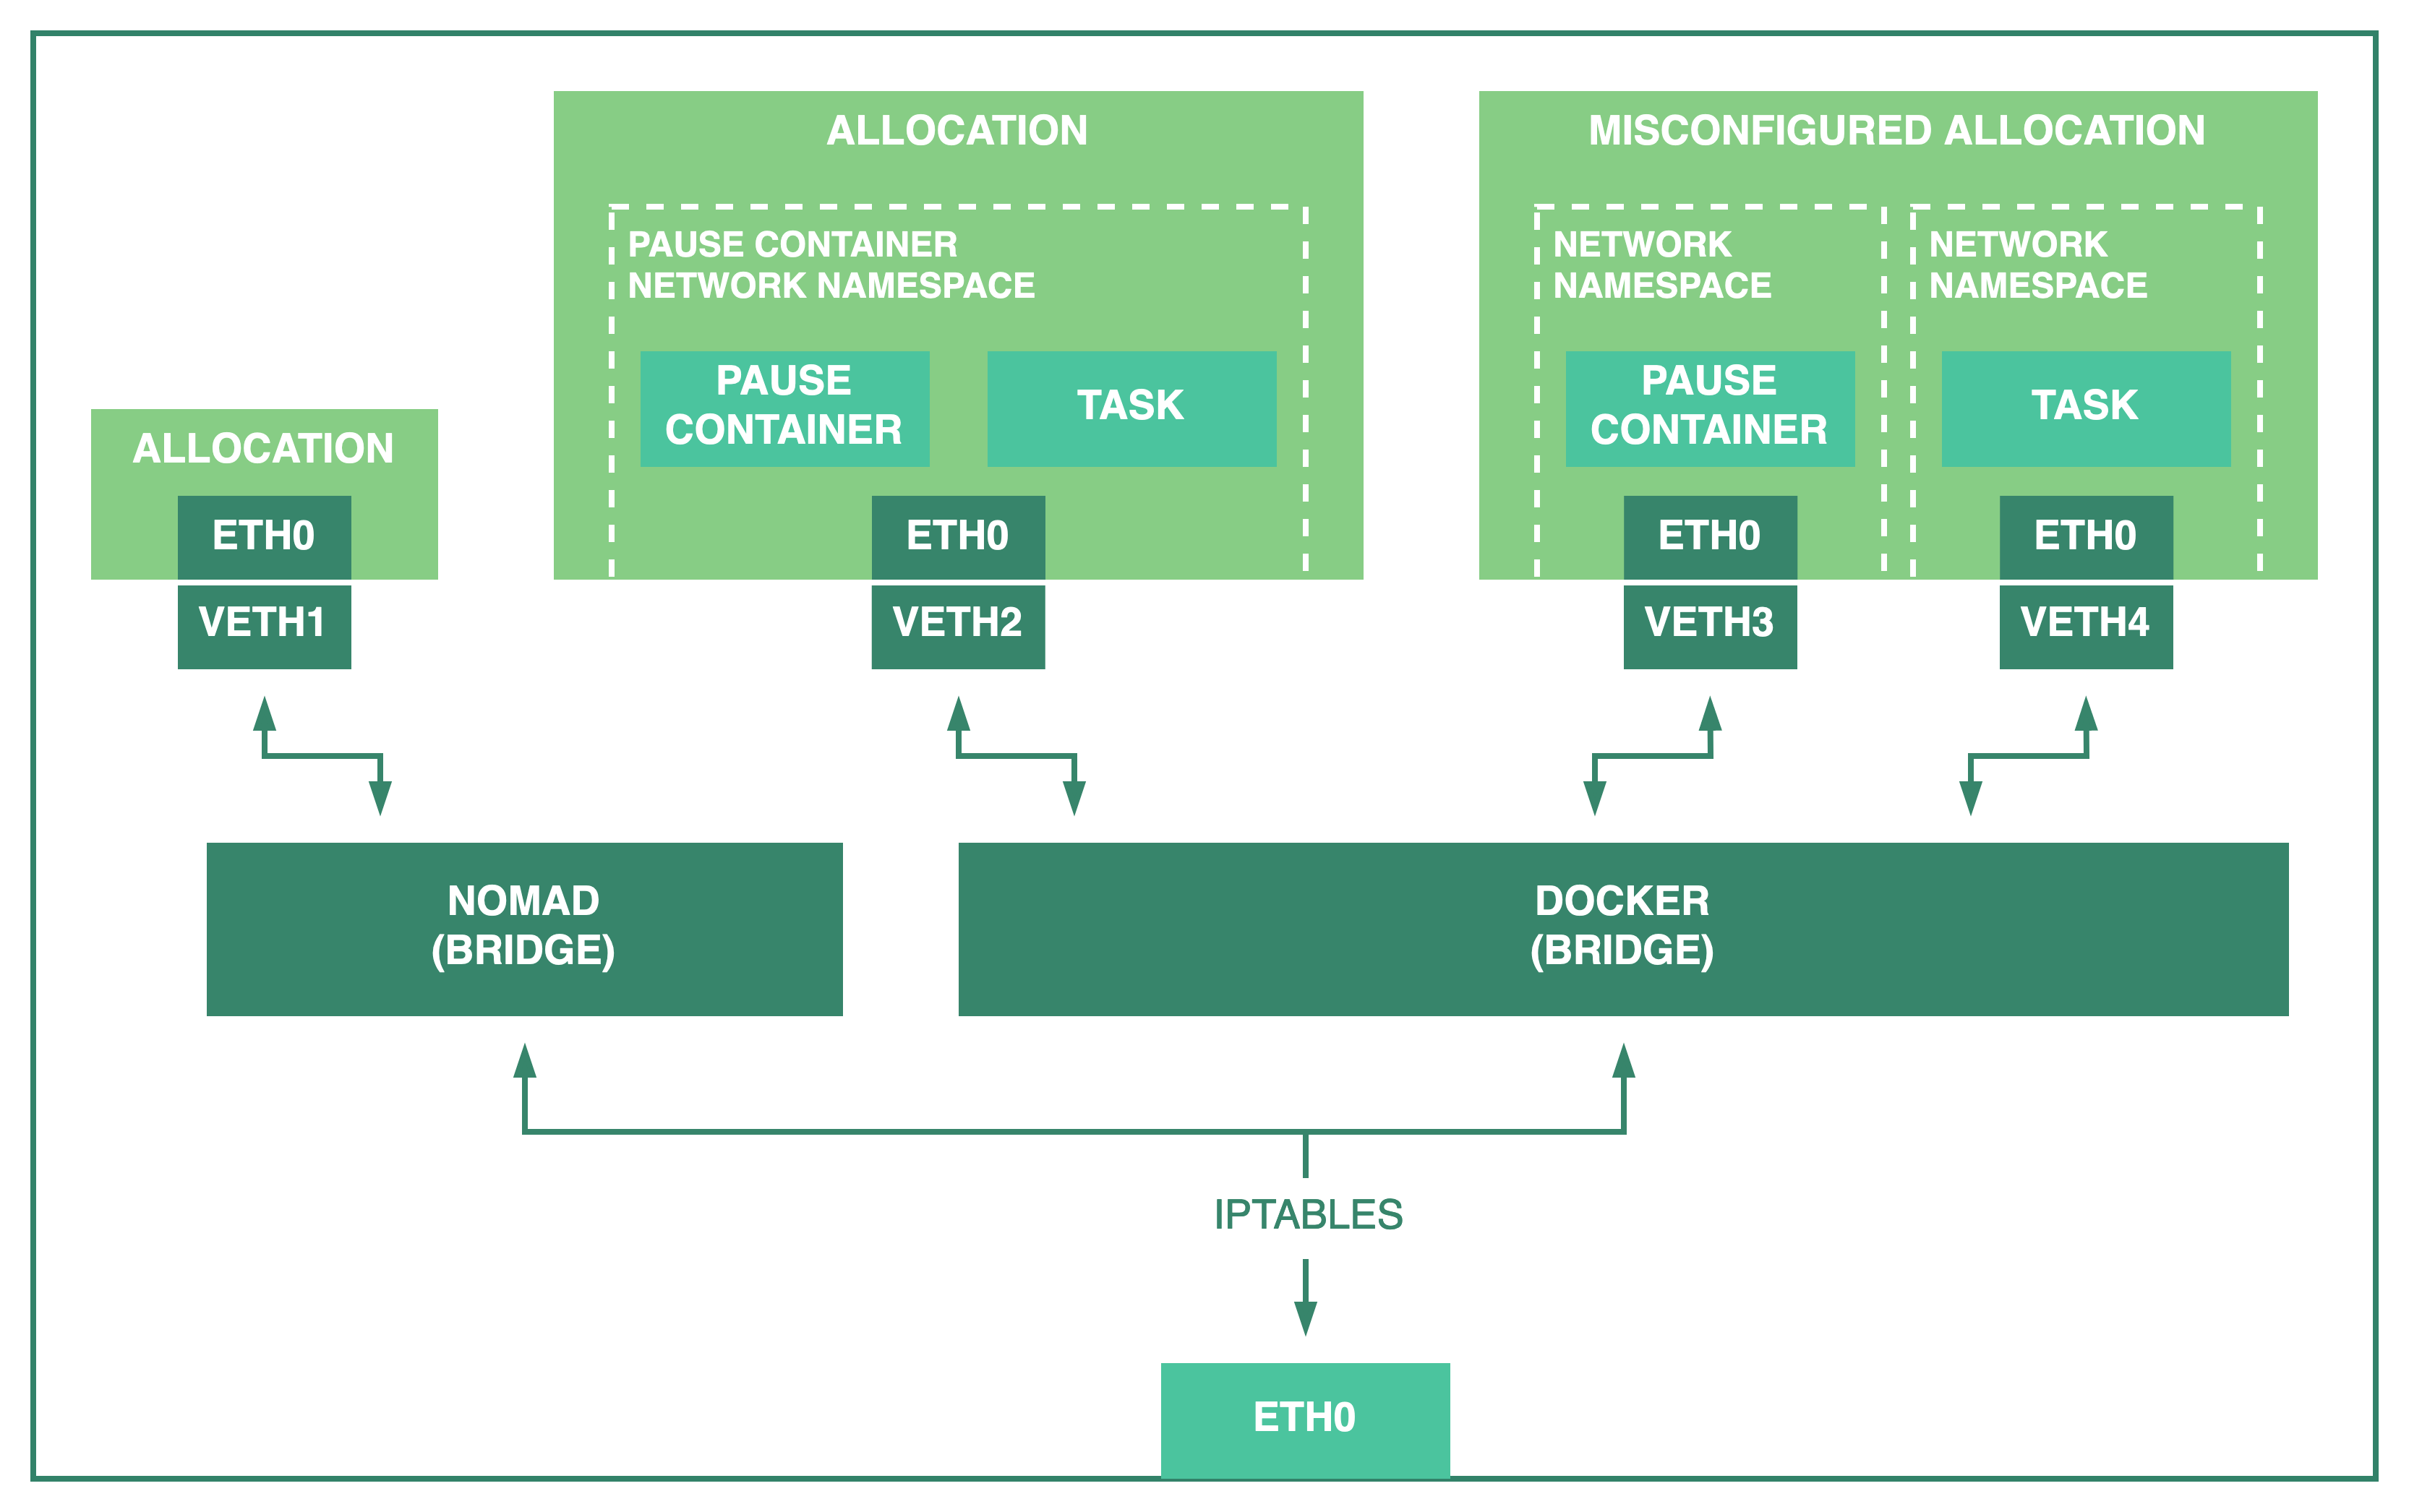 ALLOCATION
MISCONFIGURED ALLOCATION
PAUSE CONTAINER
NETWORK NAMESPACE
NETWORK
NAMESPACE
NETWORK
NAMESPACE
PAUSE
CONTAINER
TASK
PAUSE
CONTAINER
TASK
ALLOCATION
ETH0
ETH0
ETH0
ETH0
VETH1
VETH2
VETH3
VETH4
NOMAD
(BRIDGE)
DOCKER
(BRIDGE)
IPTABLES
ETH0